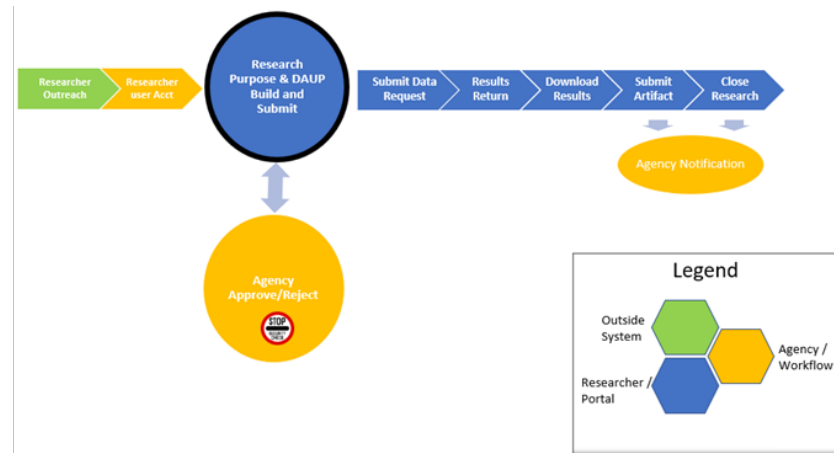 Researcher
Outreach
Researcher
user Acct
Research
Purpose & DAUP
Build and
Submit
Submit Data
Request
Results
Return
Download
Results
Submit
Artifact
Close
Research
Agency Notification
Agency
Approve/Reject
STOP
Legend
Outside
System
Agency /
Workflow
Researcher /
Portal